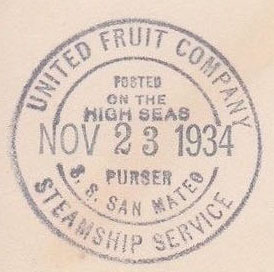 UNITED FRUIT COMPANY
POSTED
ON THE
HIGH SEAS
NOV 23 1934
PURSER
S. S. SAN MATEO
STEAMSHIP SERVICE